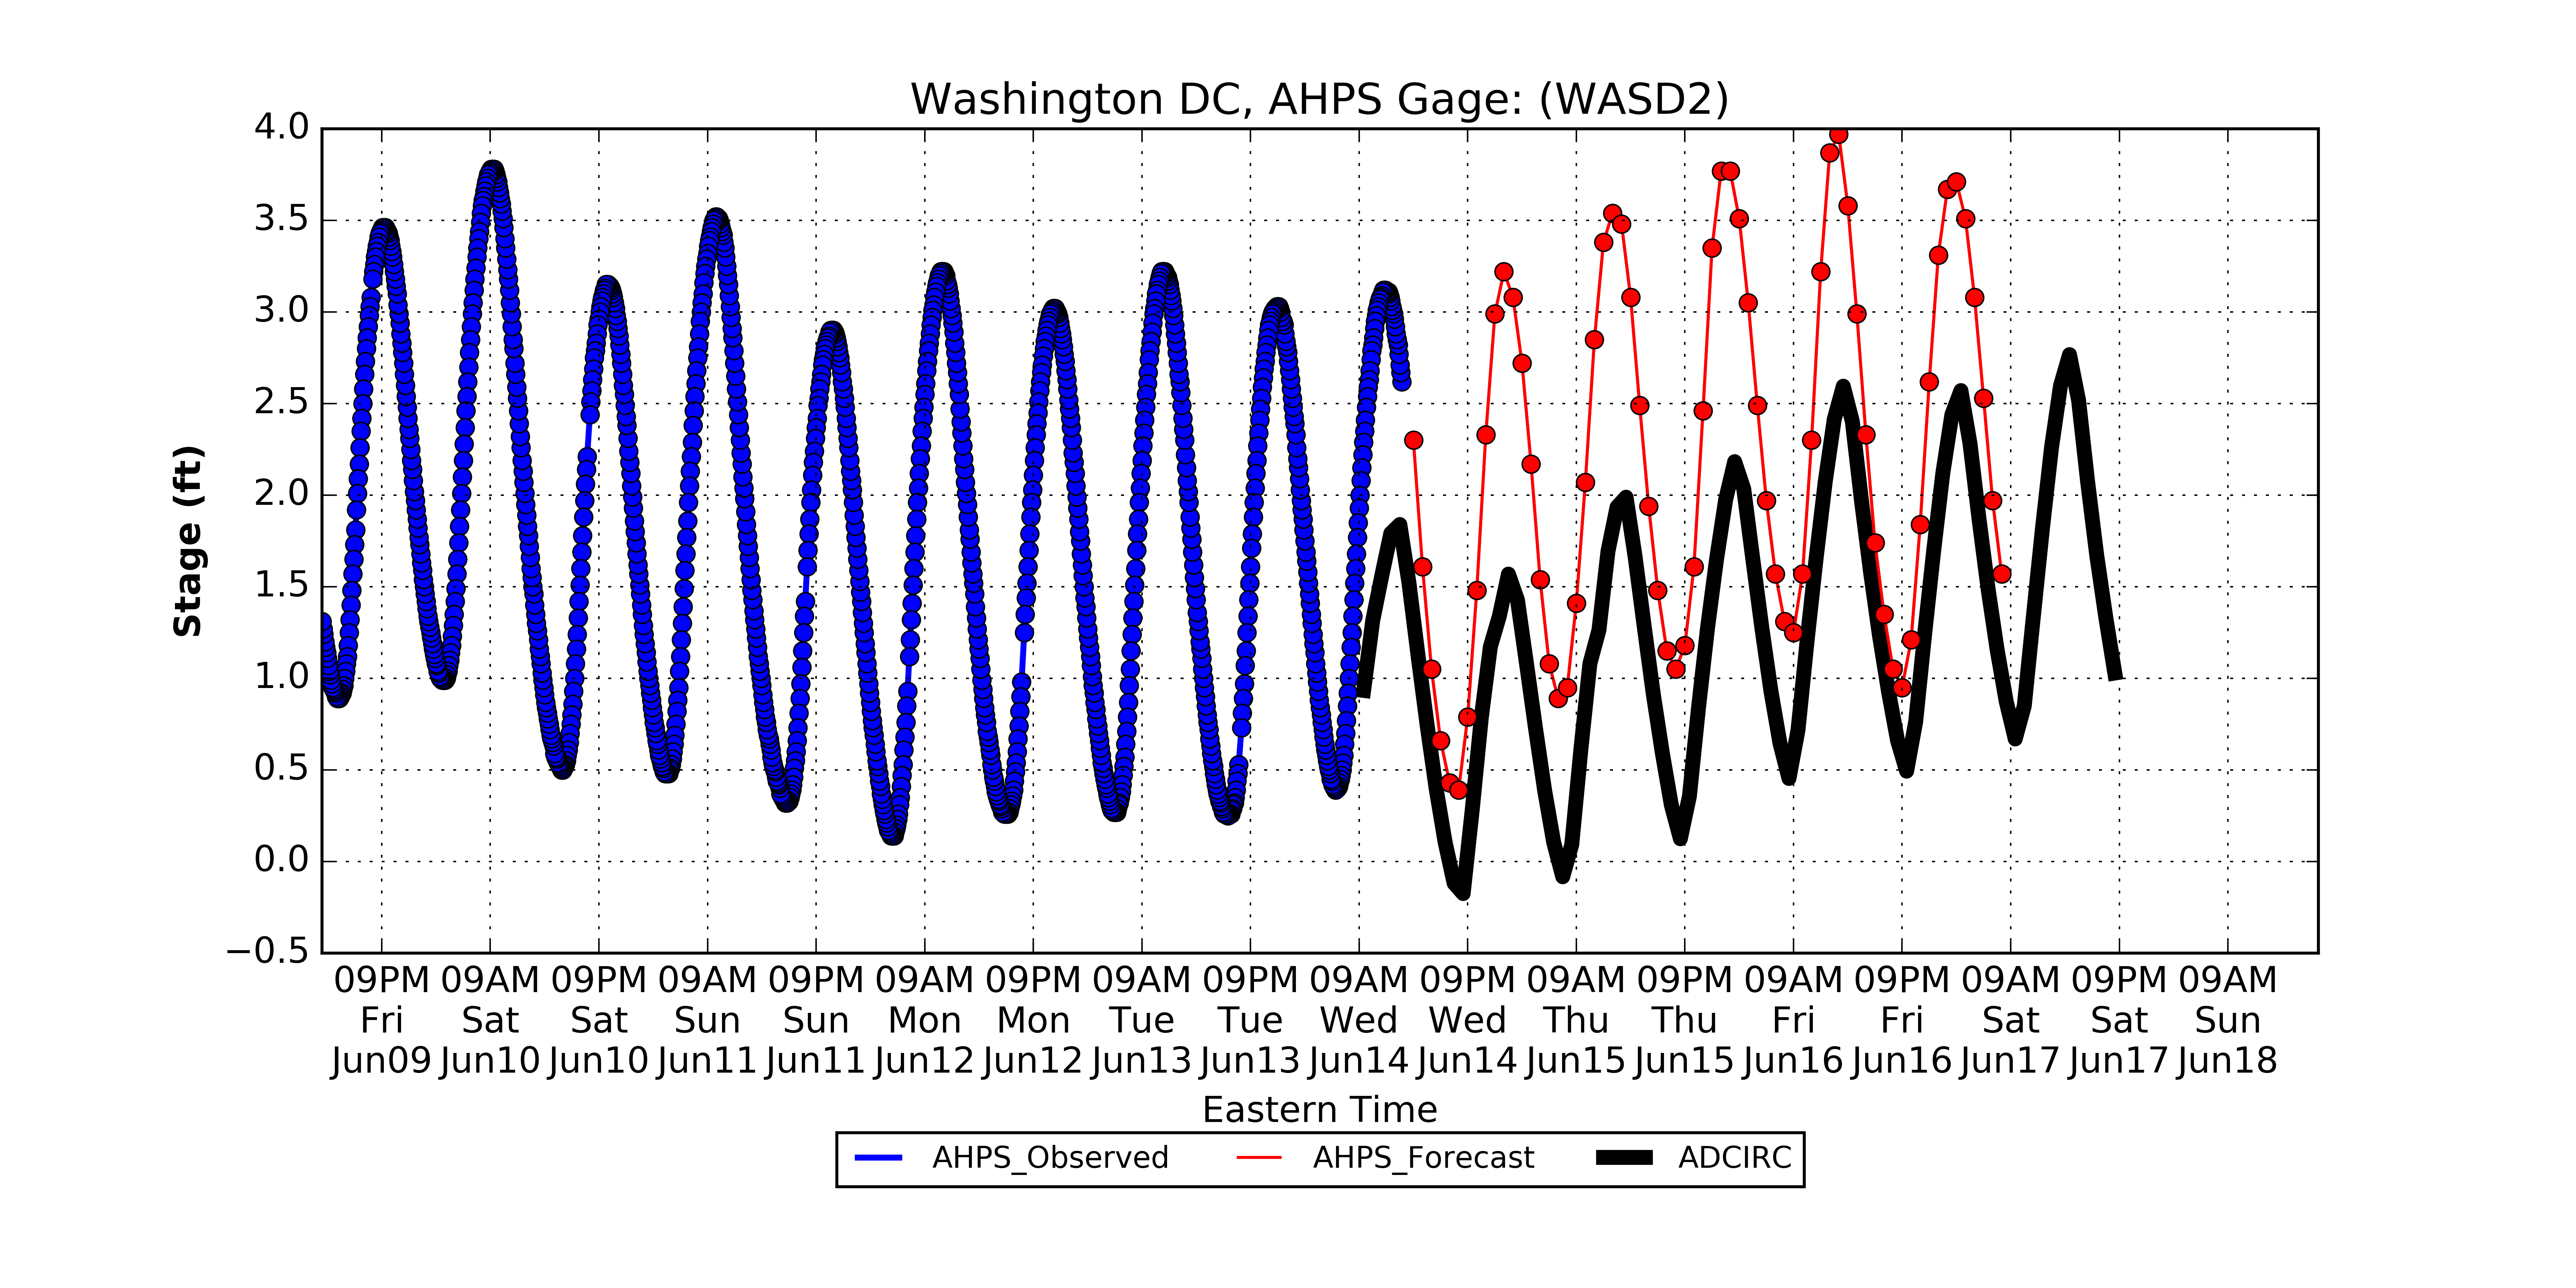 Washington DC, AHPS Gage: (WASD2)
4.0
3.5
3.0
2.5
2.0
1.5
1.0
0.5
0.0
−0.5
Stage (ft)
09PM 09AM 09PM 09AM 09PM 09AM 09PM 09AM 09PM 09AM 09PM 09AM 09PM 09AM 09PM 09AM 09PM 09AM
Fri Sat Sat Sun Sun Mon Mon Tue Tue Wed Wed Thu Thu Fri Fri Sat Sat Sun
Jun09 Jun10 Jun10 Jun11 Jun11 Jun12 Jun12 Jun13 Jun13 Jun14 Jun14 Jun15 Jun15 Jun16 Jun16 Jun17 Jun17 Jun18
Eastern Time
AHPS_Observed AHPS_Forecast ADCIRC